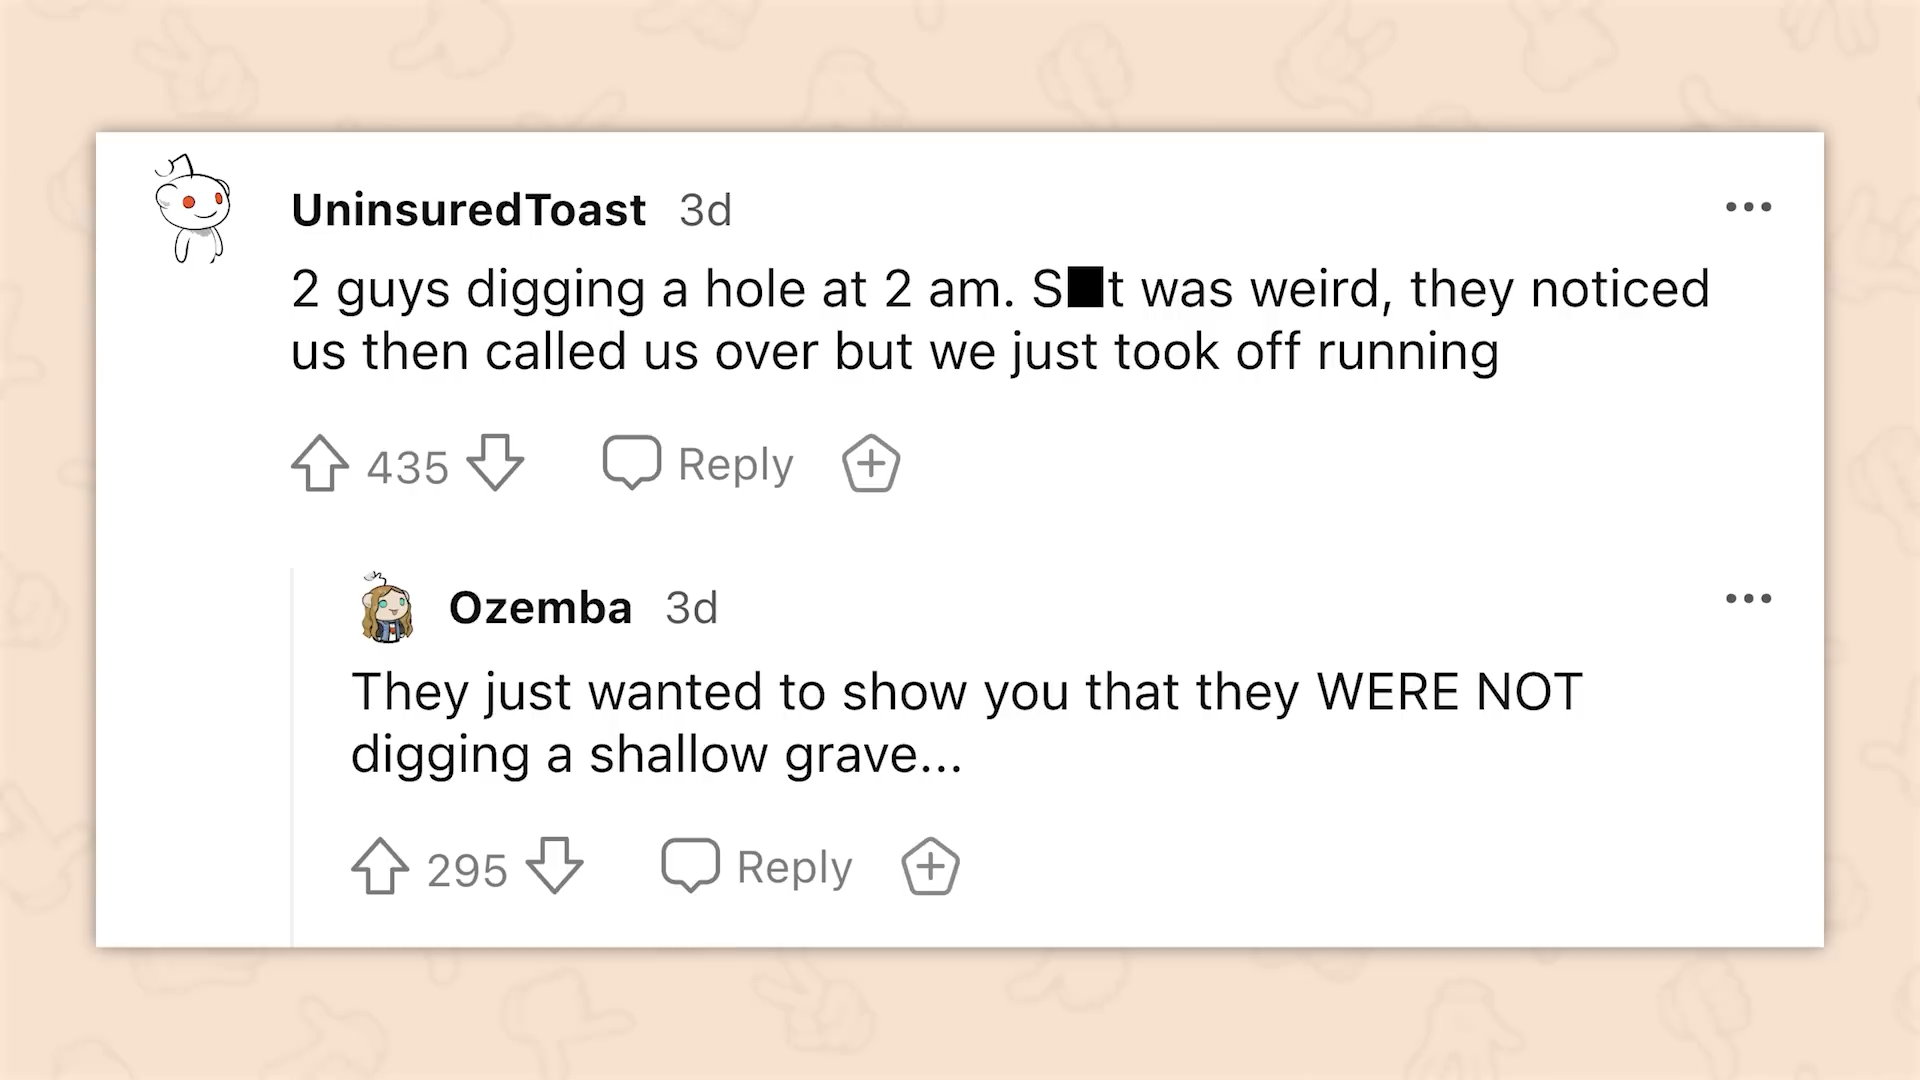 UninsuredToast 3d
2 guys digging a hole at 2 am. S■t was weird, they noticed
us then called us over but we just took off running
435 Reply
Ozemba 3d
They just wanted to show you that they WERE NOT
digging a shallow grave...
295 Reply